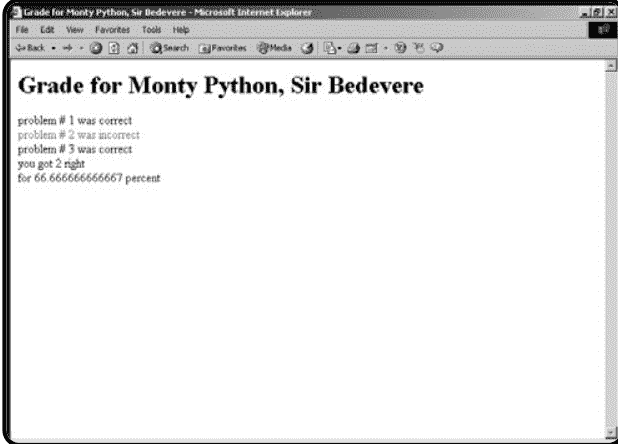 Grade for Monty Python, Sir Bedevere - Microsoft Internet Explorer
File Edit View Favorites Tools Help
Back Search Favorites Media
Grade for Monty Python, Sir Bedevere
problem # 1 was correct
problem # 2 was incorrect
problem # 3 was correct
you got 2 right
for 66.666666666667 percent